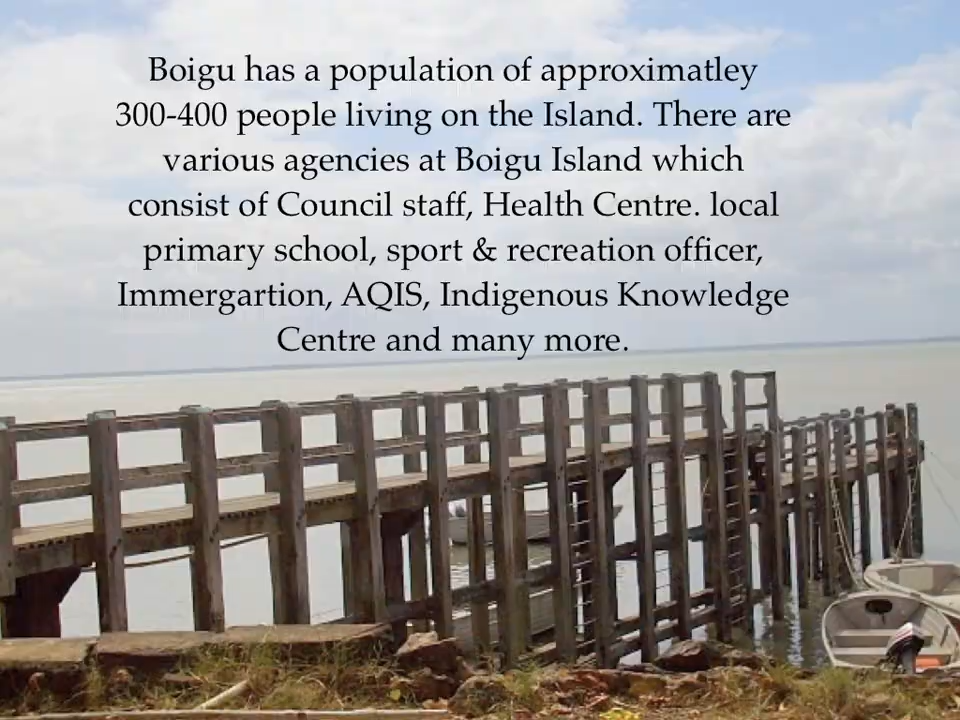 Boigu has a population of approximatley
300-400 people living on the Island. There are
various agencies at Boigu Island which
consist of Council staff, Health Centre. local
primary school, sport & recreation officer,
Immergartion, AQIS, Indigenous Knowledge
Centre and many more.